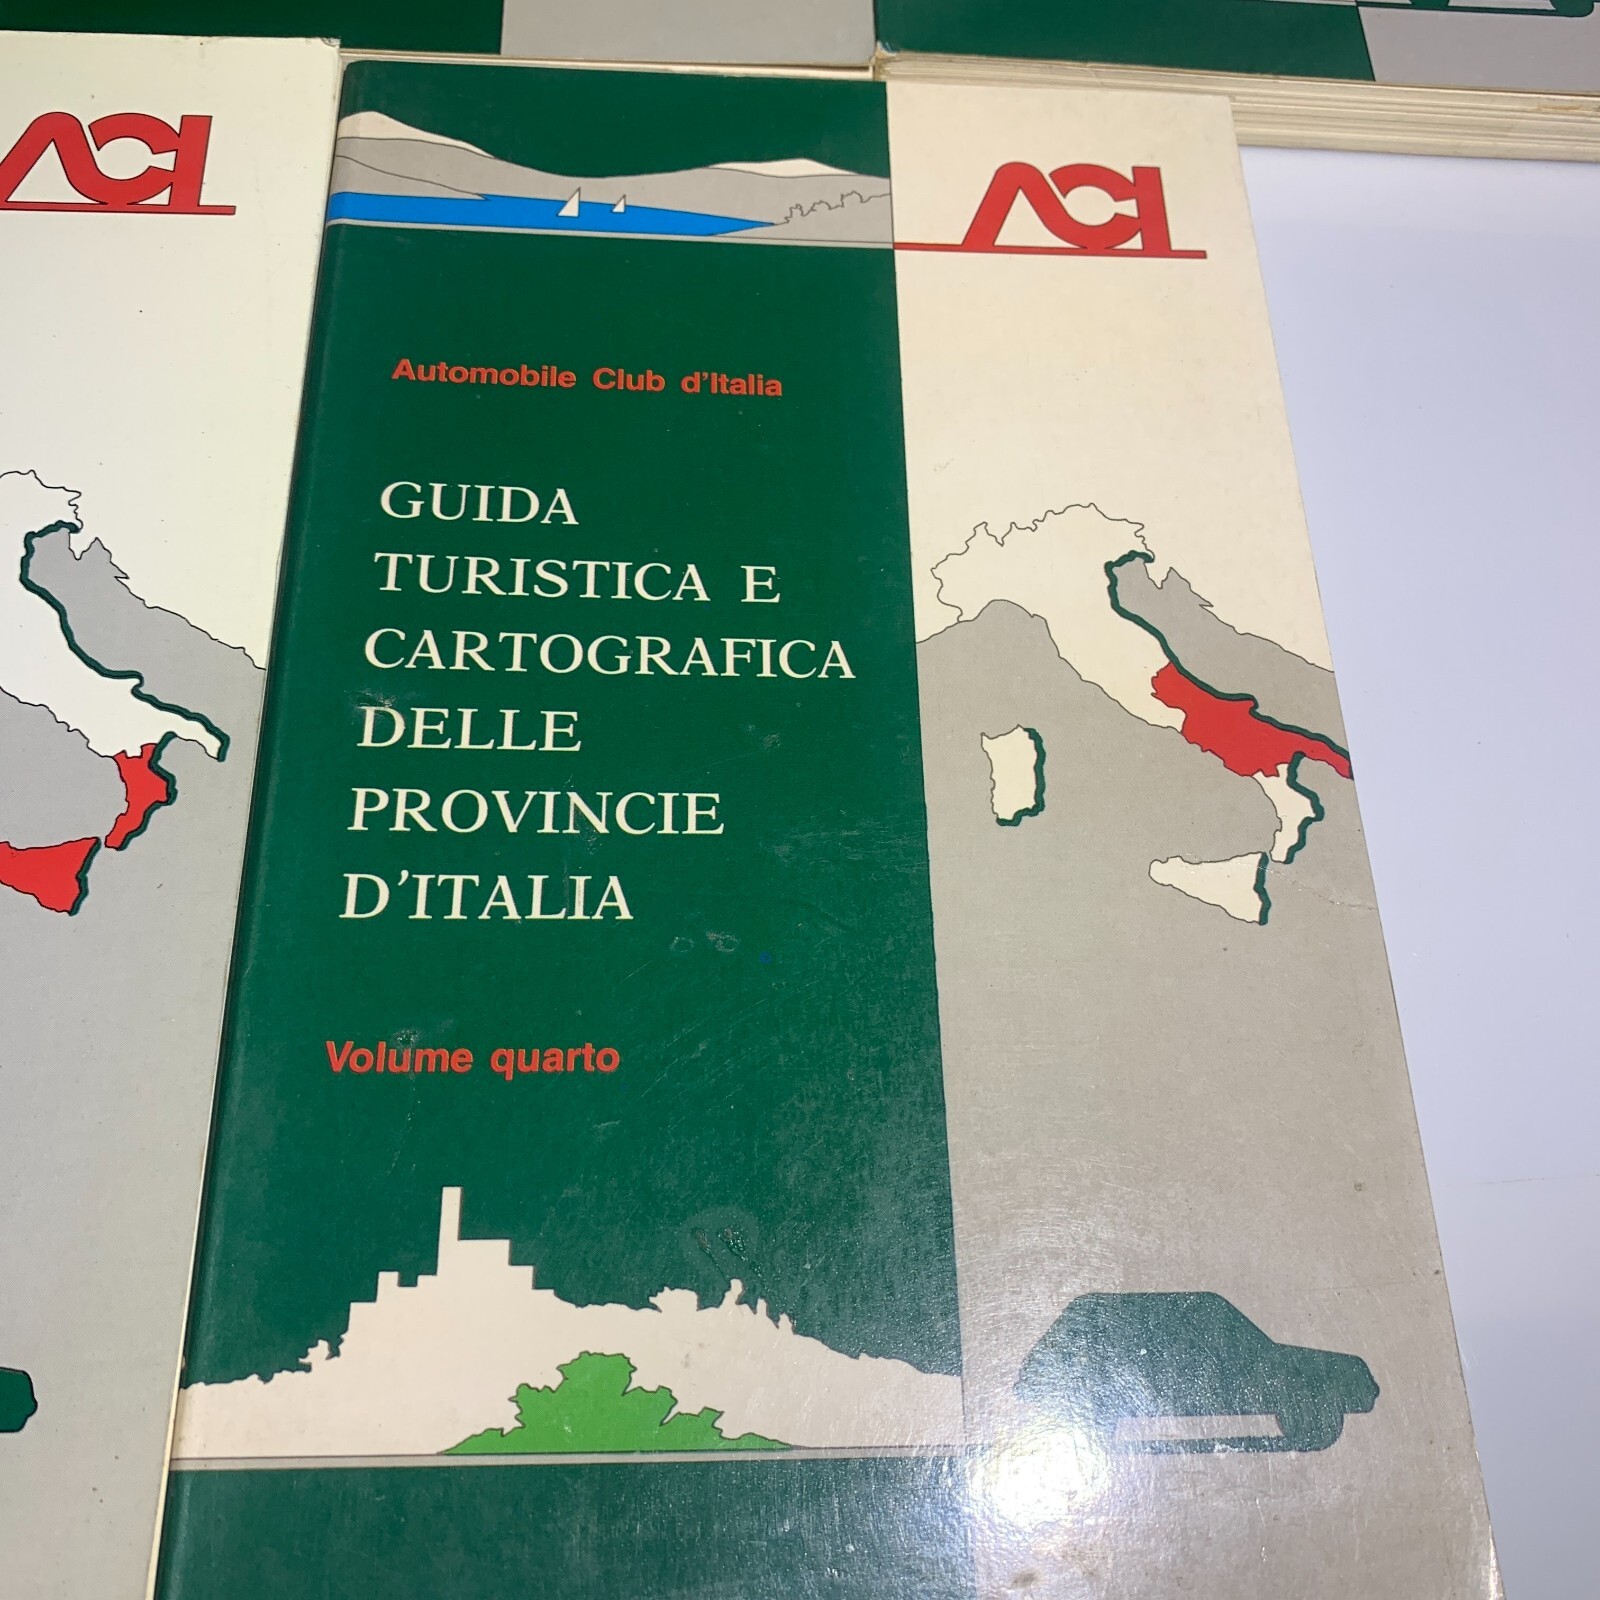 ACI
ACI
Automobile Club d'Italia
GUIDA
TURISTICA E
CARTOGRAFICA
DELLE
PROVINCIE
D'ITALIA
Volume quarto